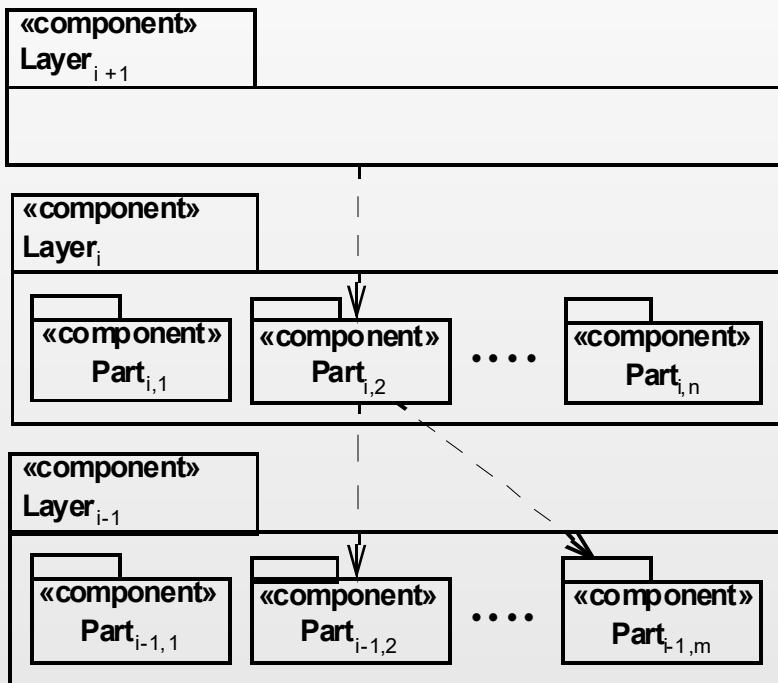 «component»
Layer i+1
«component»
Layer i
«component» «component» «component»
Part i,1 Part i,2 •••• Part i,n
«component»
Layer i-1
«component» «component» «component»
Part i-1,1 Part i-1,2 •••• Part i-1,m